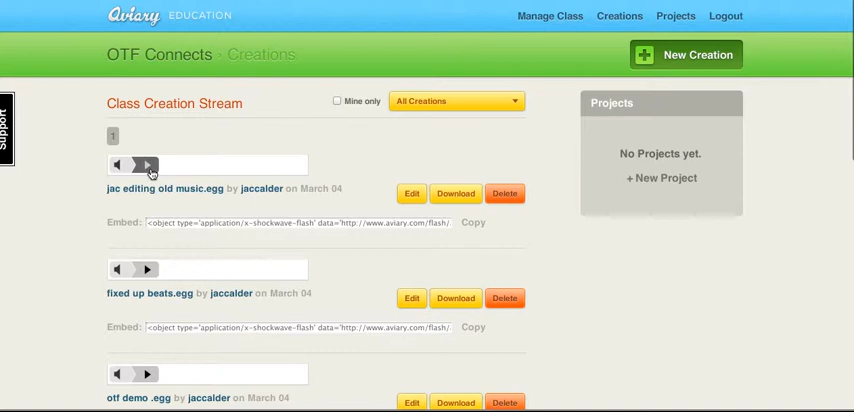 Aviary EDUCATION
Manage Class Creations Projects Logout
OTF Connects › Creations
New Creation
Support
Class Creation Stream
Mine only
All Creations
Projects
No Projects yet.
+ New Project
1
jac editing old music.egg by jaccalder on March 04
Edit Download Delete
Embed: <object type='application/x-shockwave-flash' data='http://www.aviary.com/flash/ Copy
fixed up beats.egg by jaccalder on March 04
Edit Download Delete
Embed: <object type='application/x-shockwave-flash' data='http://www.aviary.com/flash/ Copy
otf demo .egg by jaccalder on March 04
Edit Download Delete